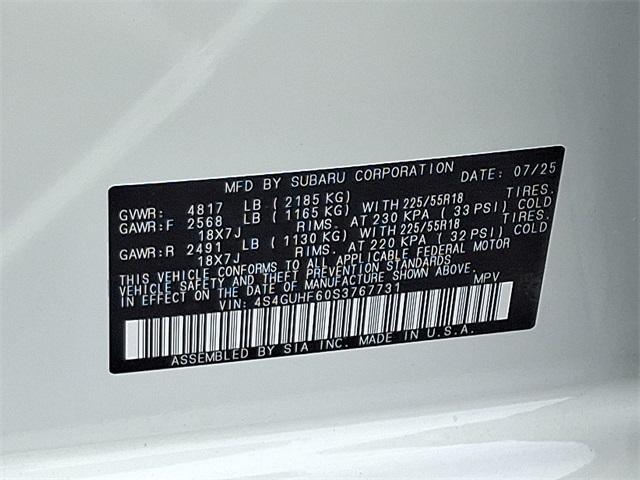 MFD BY SUBARU CORPORATION DATE: 07/25
GVWR: 4817 LB (2185 KG)
GAWR:F 2568 LB (1165 KG) WITH 225/55R18 TIRES.
18X7J RIMS. AT 230 KPA (33 PSI) COLD
GAWR:R 2491 LB (1130 KG) WITH 225/55R18 TIRES.
18X7J RIMS. AT 220 KPA (32 PSI) COLD
THIS VEHICLE CONFORMS TO ALL APPLICABLE FEDERAL MOTOR
VEHICLE SAFETY AND THEFT PREVENTION STANDARDS
IN EFFECT ON THE DATE OF MANUFACTURE SHOWN ABOVE.
VIN: 4S4GUHF60S3767731 MPV
ASSEMBLED BY SIA INC. MADE IN U.S.A.